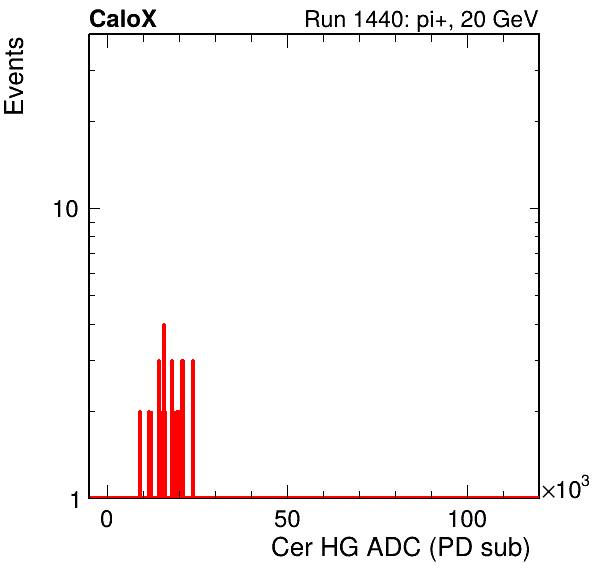 CaloX Run 1440: pi+, 20 GeV
Events
10
1
0 50 100 ×10³
Cer HG ADC (PD sub)